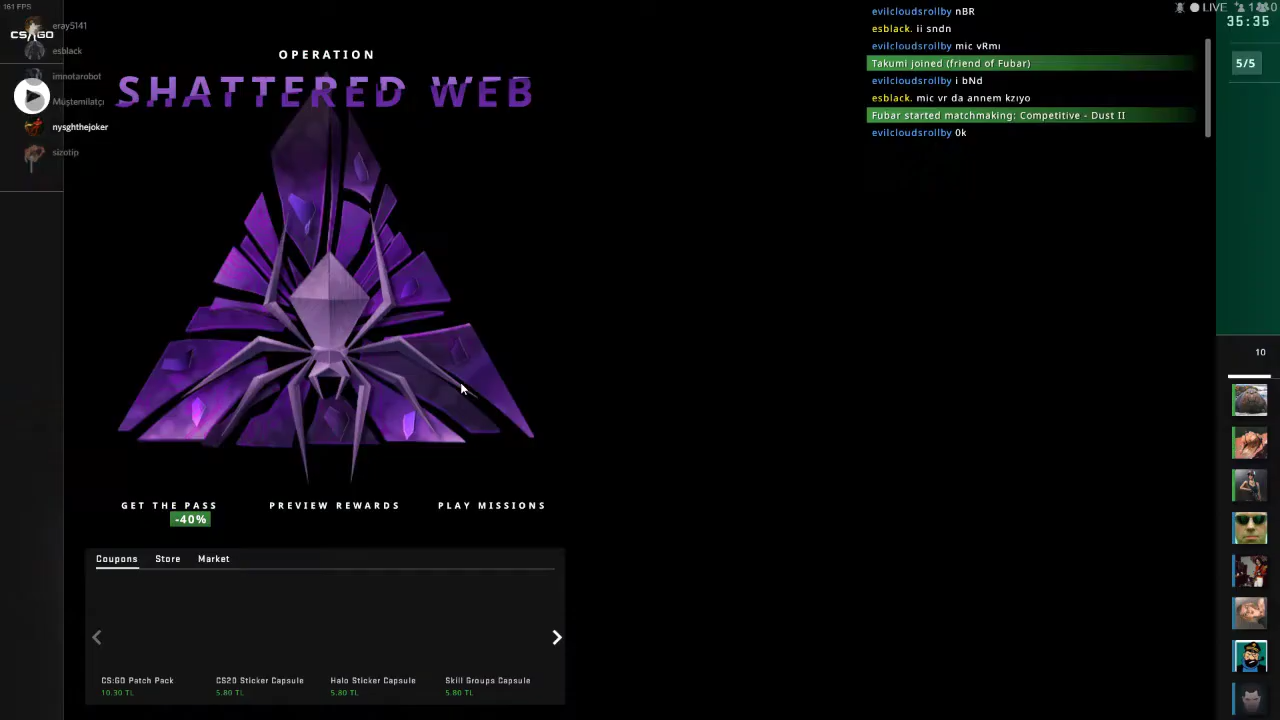 161 FPS
CS:GO
eray5141
esblack
imnotarobot
Müştemilatçı
nysghthejoker
sizotip
OPERATION
SHATTERED WEB
GET THE PASS
-40%
PREVIEW REWARDS
PLAY MISSIONS
Coupons Store Market
CS:GO Patch Pack
10.30 TL
CS20 Sticker Capsule
5.80 TL
Halo Sticker Capsule
5.80 TL
Skill Groups Capsule
5.80 TL
evilcloudsrollby nBR
esblack. ii sndn
evilcloudsrollby mic vRmı
Takumi joined (friend of Fubar)
evilcloudsrollby i bNd
esblack. mic vr da annem kzıyo
Fubar started matchmaking: Competitive - Dust II
evilcloudsrollby 0k
LIVE
35:35
5/5
10